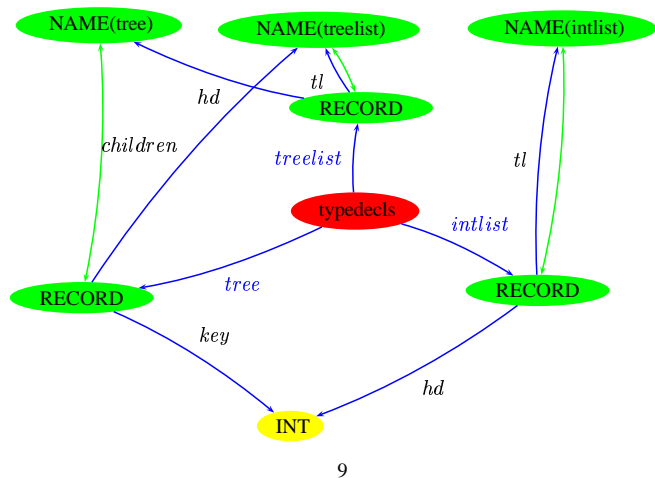 NAME(tree)
NAME(treelist)
NAME(intlist)
tl
hd
RECORD
children
treelist
tl
typedecls
intlist
tree
RECORD
RECORD
key
hd
INT
9